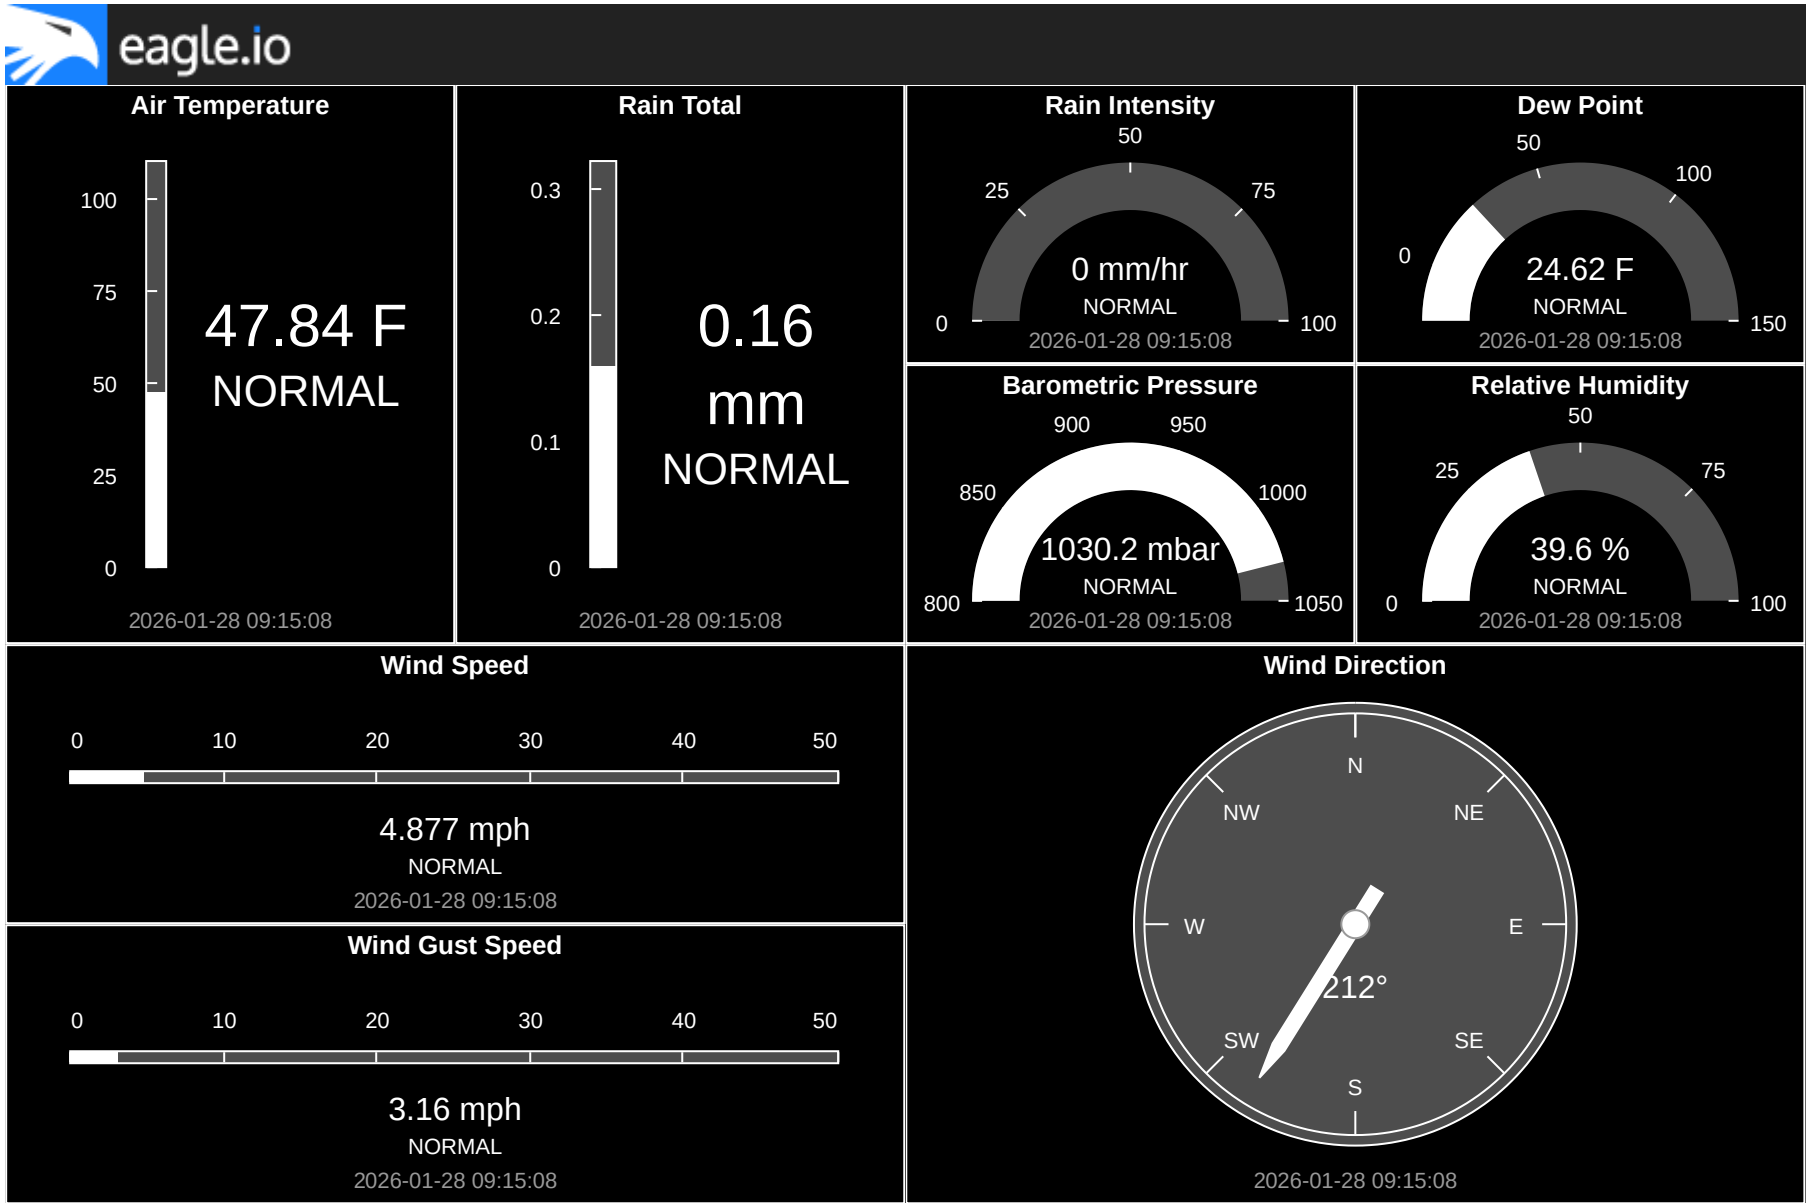 eagle.io
Air Temperature
100
75
50
25
0
47.84 F
NORMAL
2026-01-28 09:15:08
Rain Total
0.3
0.2
0.1
0
0.16
mm
NORMAL
2026-01-28 09:15:08
Rain Intensity
0
25
50
75
100
0 mm/hr
NORMAL
2026-01-28 09:15:08
Dew Point
0
50
100
150
24.62 F
NORMAL
2026-01-28 09:15:08
Barometric Pressure
800
850
900
950
1000
1050
1030.2 mbar
NORMAL
2026-01-28 09:15:08
Relative Humidity
0
25
50
75
100
39.6 %
NORMAL
2026-01-28 09:15:08
Wind Speed
0 10 20 30 40 50
4.877 mph
NORMAL
2026-01-28 09:15:08
Wind Gust Speed
0 10 20 30 40 50
3.16 mph
NORMAL
2026-01-28 09:15:08
Wind Direction
N
NW NE
W E
212°
SW SE
S
2026-01-28 09:15:08